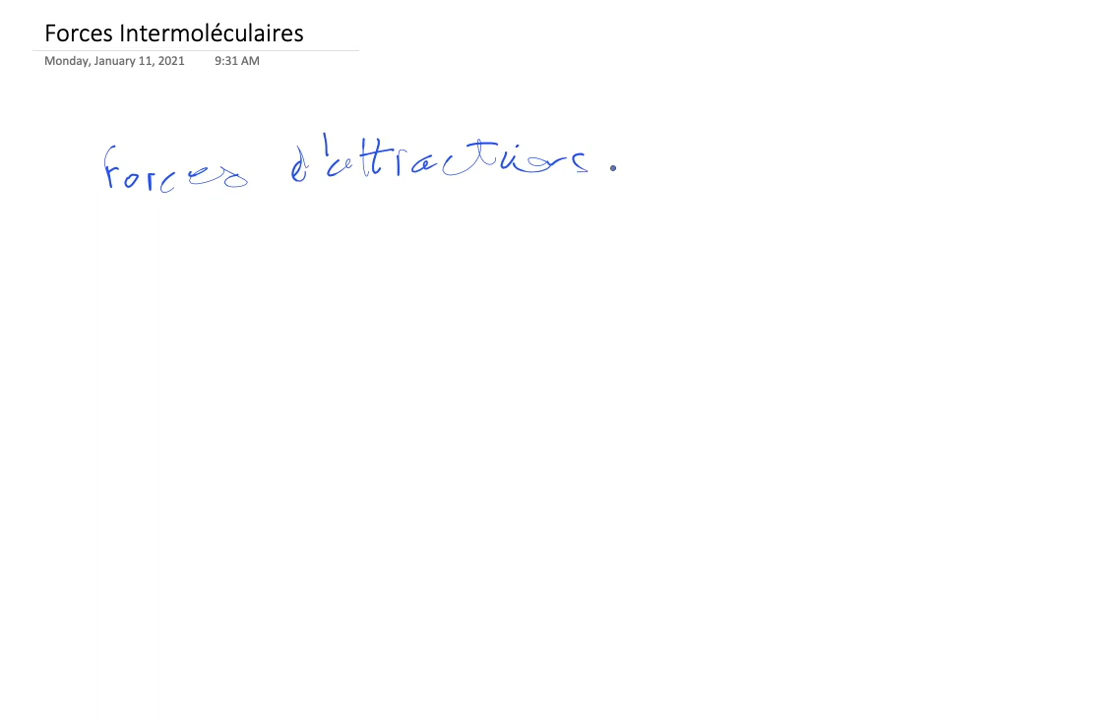 Forces Intermoléculaires
Monday, January 11, 2021 9:31 AM
forces d'attractions.